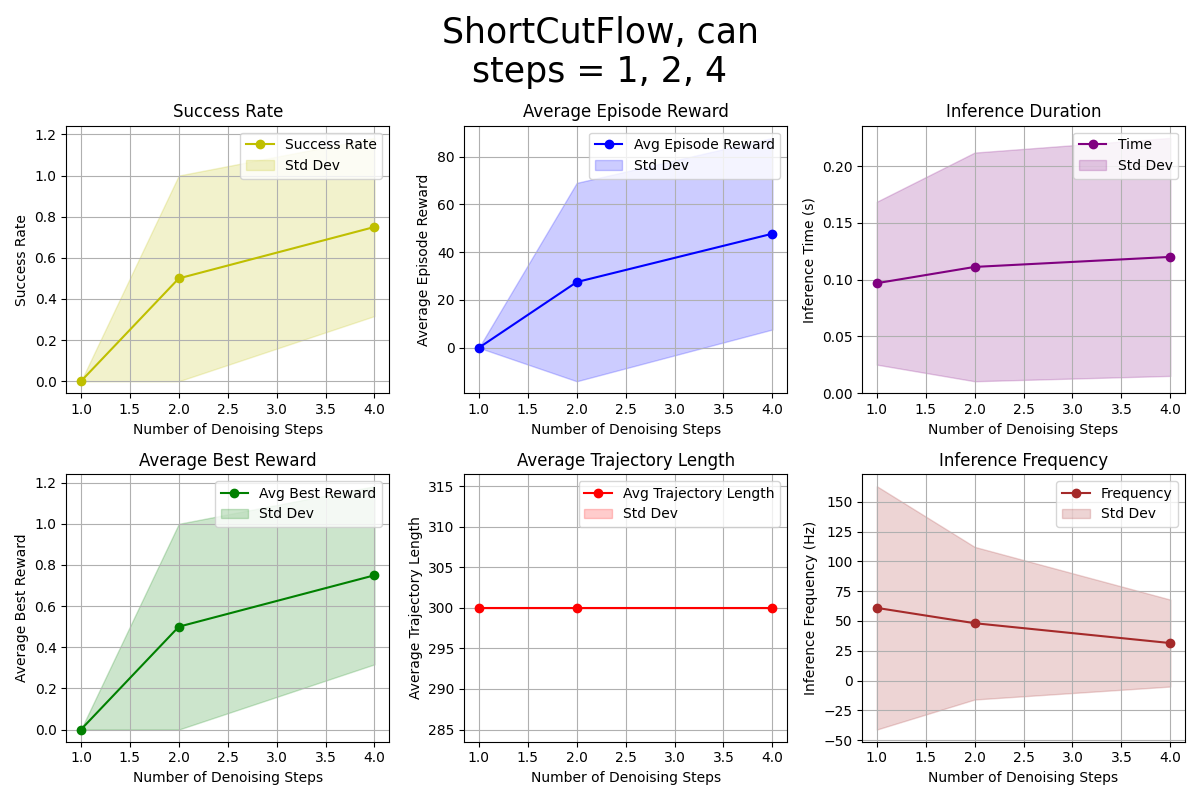 ShortCutFlow, can
steps = 1, 2, 4
Success Rate
Success Rate
1.2
1.0
0.8
0.6
0.4
0.2
0.0
Success Rate
Std Dev
1.0 1.5 2.0 2.5 3.0 3.5 4.0
Number of Denoising Steps
Average Episode Reward
Average Episode Reward
80
60
40
20
0
Avg Episode Reward
Std Dev
1.0 1.5 2.0 2.5 3.0 3.5 4.0
Number of Denoising Steps
Inference Duration
Inference Time (s)
0.20
0.15
0.10
0.05
0.00
Time
Std Dev
1.0 1.5 2.0 2.5 3.0 3.5 4.0
Number of Denoising Steps
Average Best Reward
Average Best Reward
1.2
1.0
0.8
0.6
0.4
0.2
0.0
Avg Best Reward
Std Dev
1.0 1.5 2.0 2.5 3.0 3.5 4.0
Number of Denoising Steps
Average Trajectory Length
Average Trajectory Length
315
310
305
300
295
290
285
Avg Trajectory Length
Std Dev
1.0 1.5 2.0 2.5 3.0 3.5 4.0
Number of Denoising Steps
Inference Frequency
Inference Frequency (Hz)
150
125
100
75
50
25
0
−25
−50
Frequency
Std Dev
1.0 1.5 2.0 2.5 3.0 3.5 4.0
Number of Denoising Steps